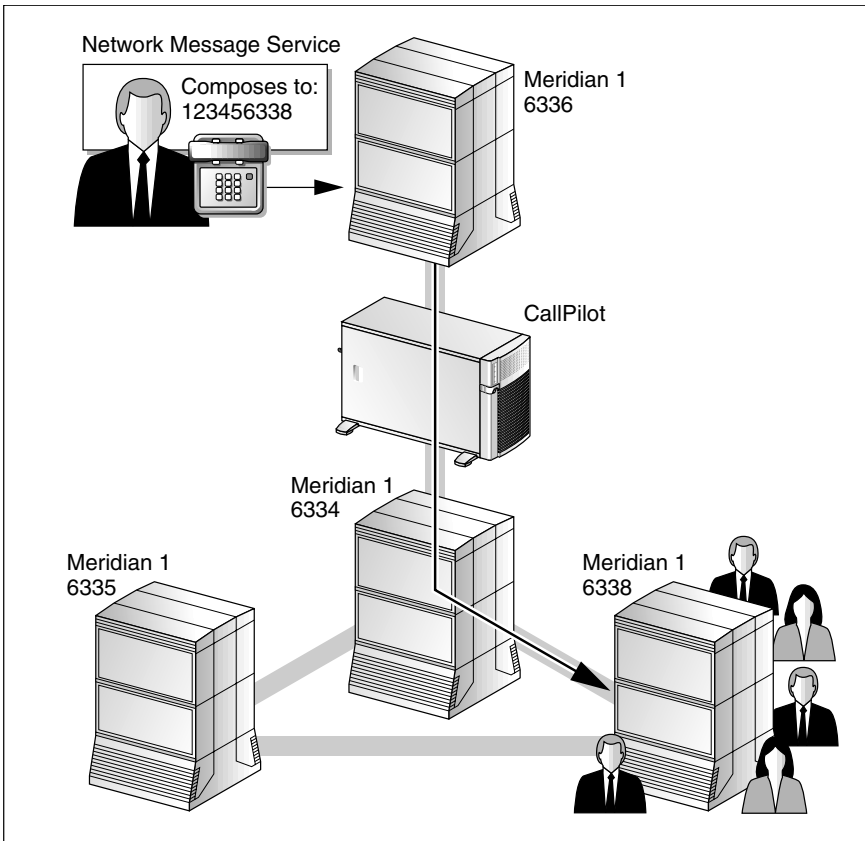 Network Message Service
Composes to:
123456338
Meridian 1
6336
CallPilot
Meridian 1
6334
Meridian 1
6335
Meridian 1
6338